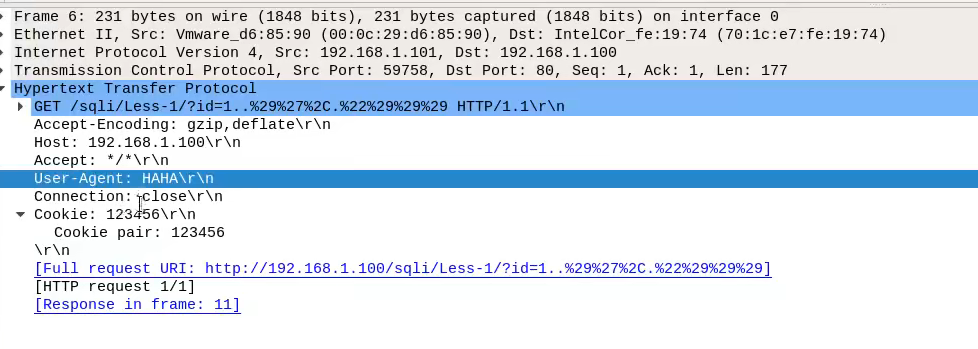 Frame 6: 231 bytes on wire (1848 bits), 231 bytes captured (1848 bits) on interface 0
Ethernet II, Src: Vmware_d6:85:90 (00:0c:29:d6:85:90), Dst: IntelCor_fe:19:74 (70:1c:e7:fe:19:74)
Internet Protocol Version 4, Src: 192.168.1.101, Dst: 192.168.1.100
Transmission Control Protocol, Src Port: 59758, Dst Port: 80, Seq: 1, Ack: 1, Len: 177
Hypertext Transfer Protocol
GET /sqli/Less-1/?id=1..%29%27%2C.%22%29%29%29 HTTP/1.1\r\n
Accept-Encoding: gzip,deflate\r\n
Host: 192.168.1.100\r\n
Accept: */*\r\n
User-Agent: HAHA\r\n
Connection: close\r\n
Cookie: 123456\r\n
Cookie pair: 123456
\r\n
[Full request URI: http://192.168.1.100/sqli/Less-1/?id=1..%29%27%2C.%22%29%29%29]
[HTTP request 1/1]
[Response in frame: 11]